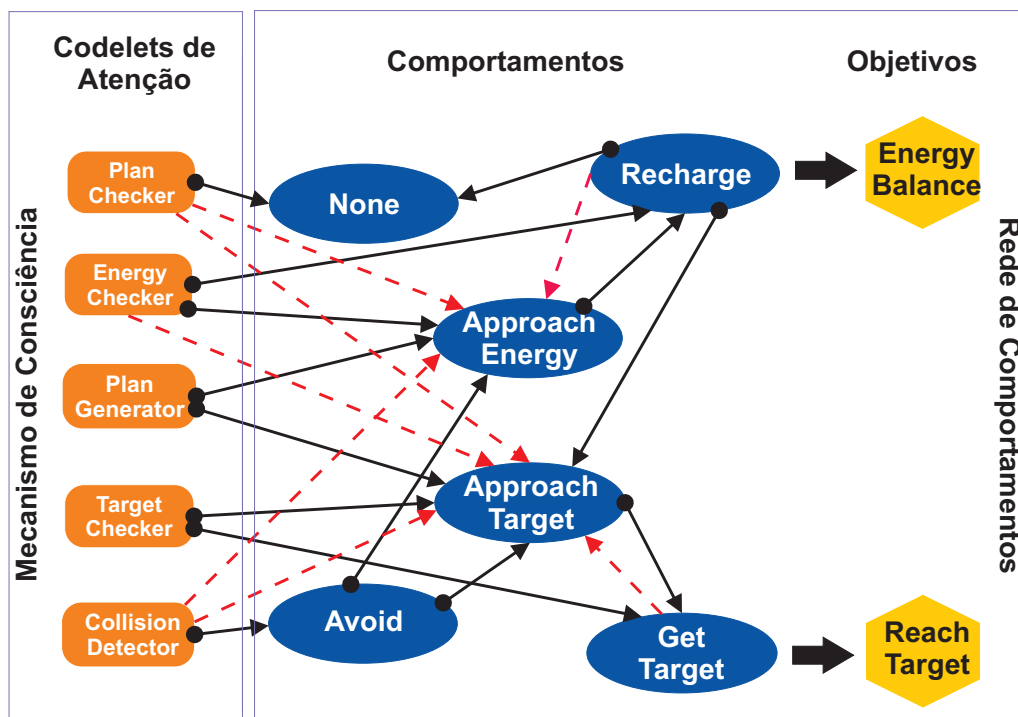 Codelets de
Atenção
Comportamentos
Objetivos
Mecanismo de Consciência
Plan
Checker
Energy
Checker
Plan
Generator
Target
Checker
Collision
Detector
None
Recharge
Approach
Energy
Approach
Target
Avoid
Get
Target
Energy
Balance
Reach
Target
Rede de Comportamentos